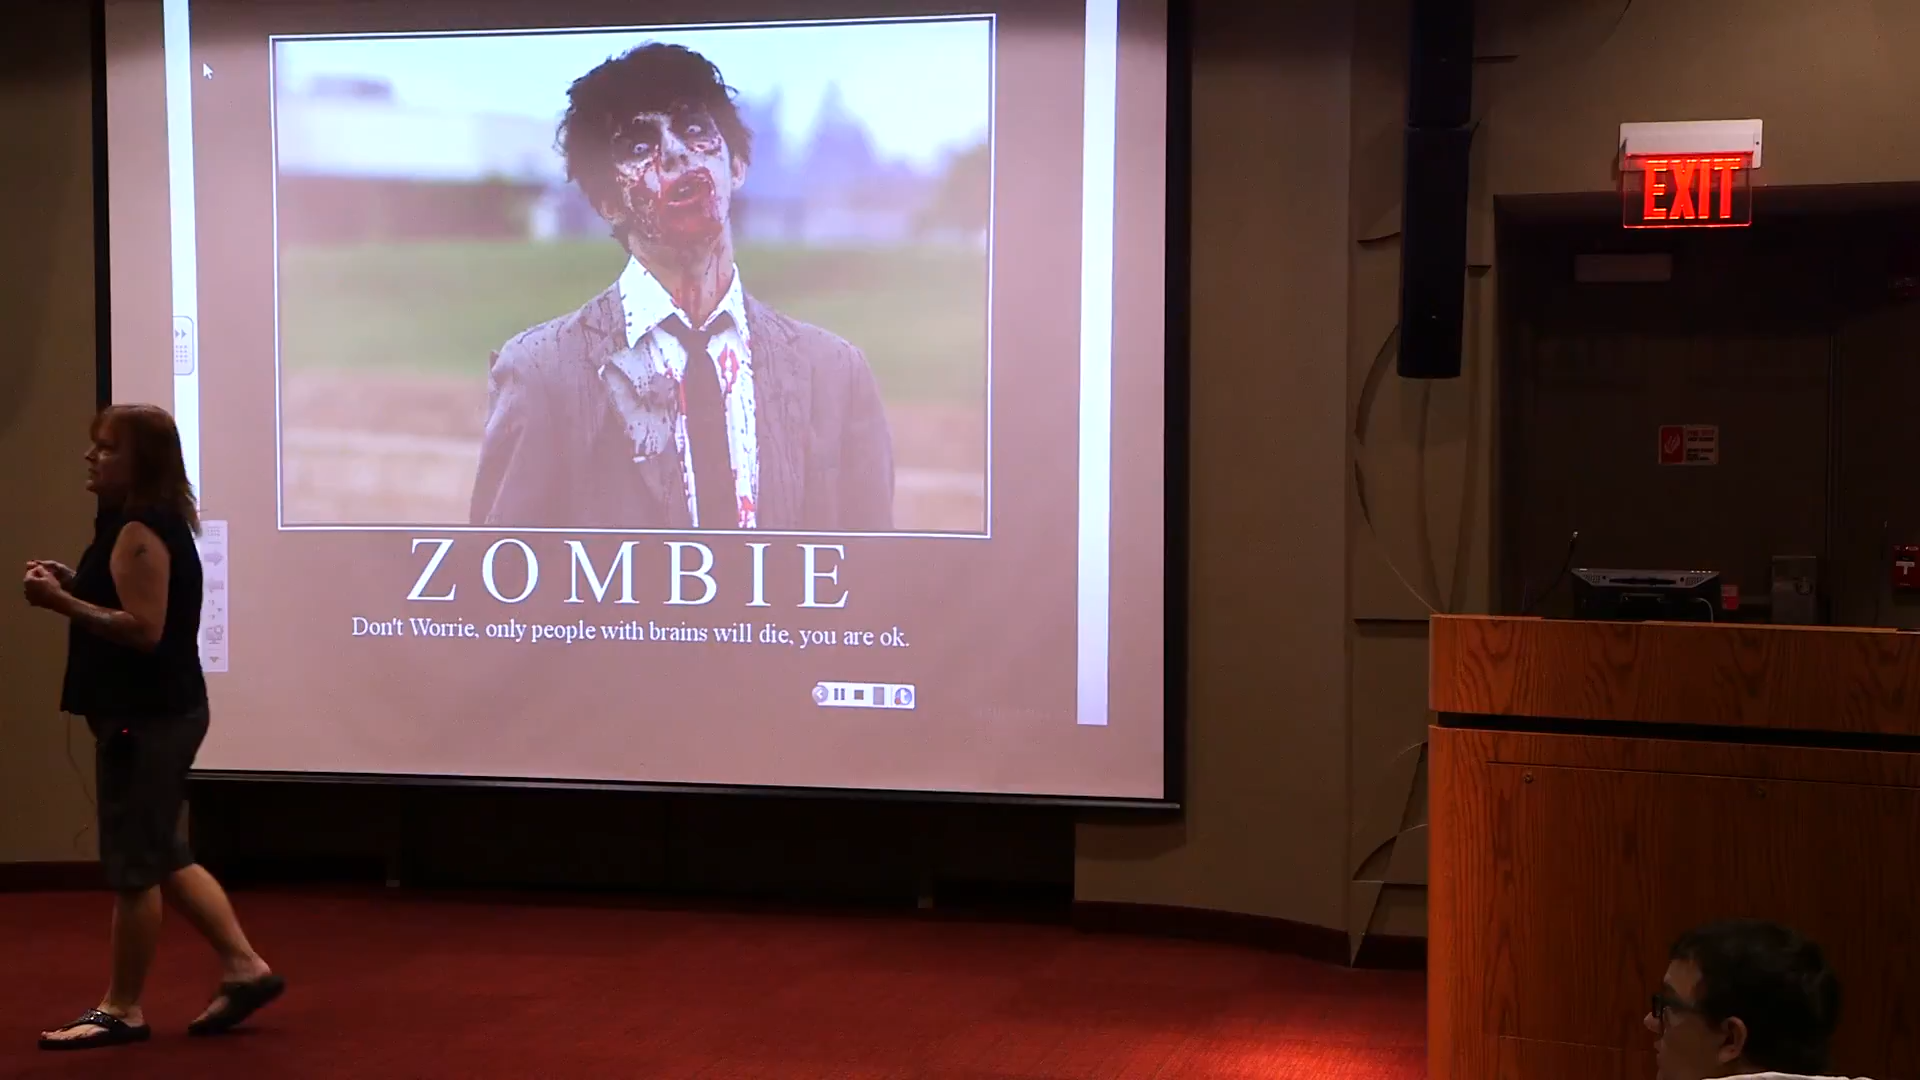 EXIT
ZOMBIE
Don't Worrie, only people with brains will die, you are ok.